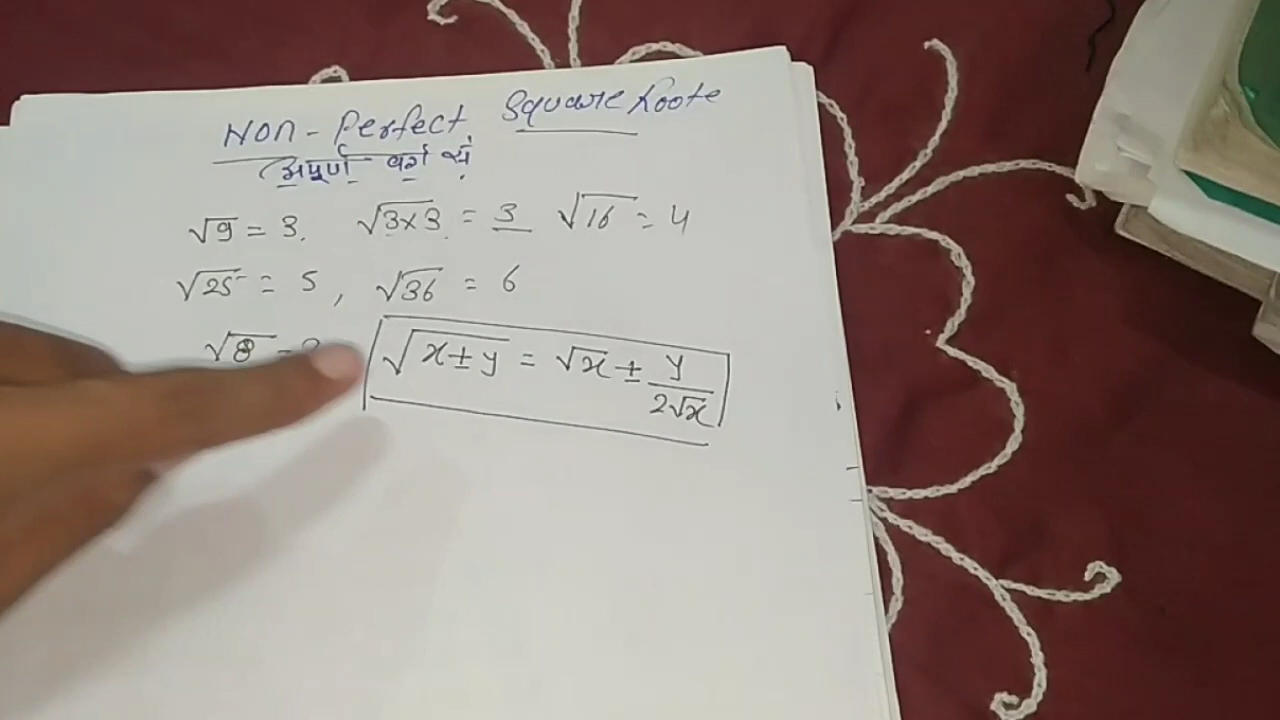 Non-Perfect Square Roote
अपूर्ण वर्ग से
√9 = 3. √3×3 = 3 √16 = 4
√25 = 5, √36 = 6
√8 = √x±y = √x ± y/2√x